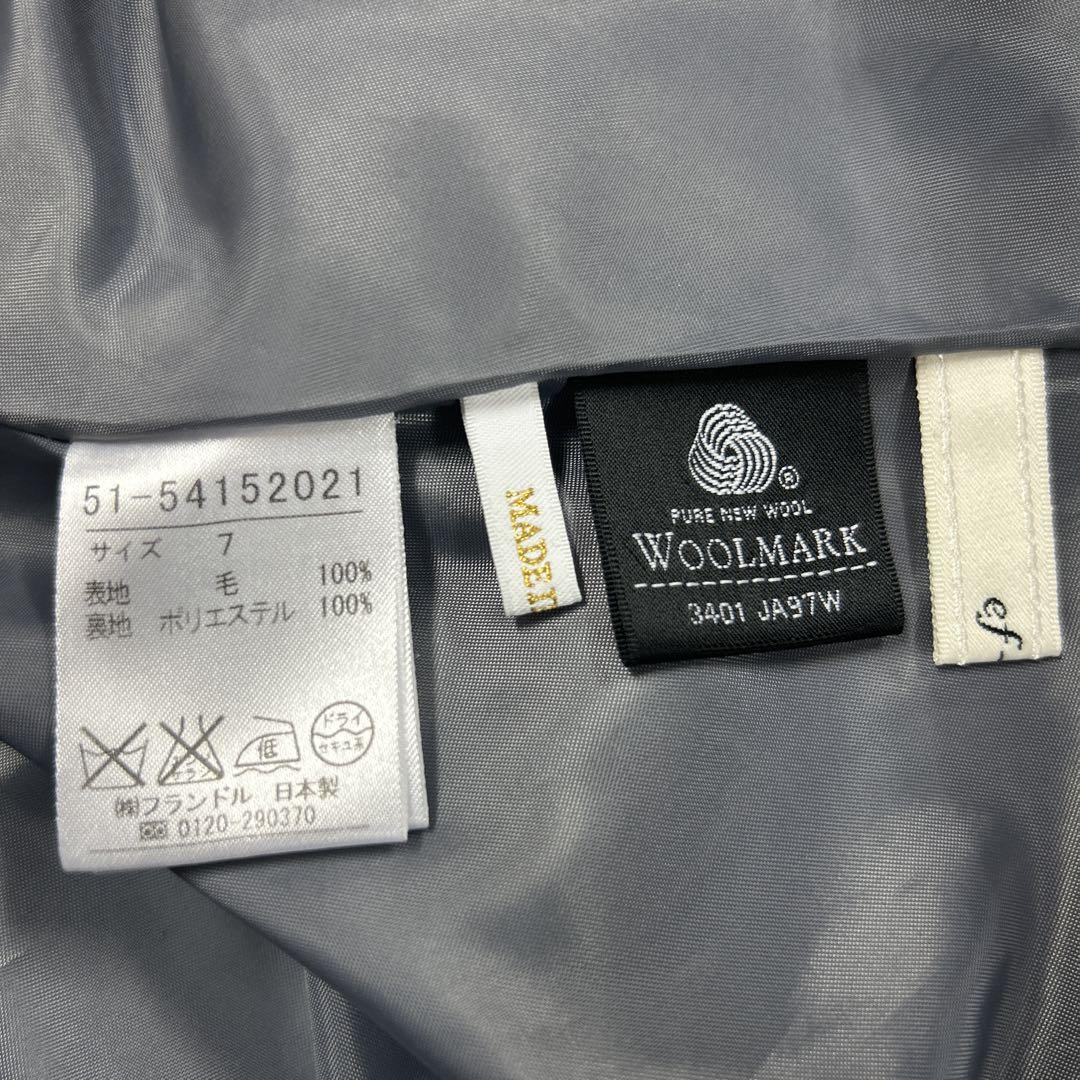 51-54152021
サイズ 7
表地 毛 100%
裏地 ポリエステル 100%
低
ドライ
セキユ系
㈱フランドル 日本製
0120-290370
MADE
®
PURE NEW WOOL
WOOLMARK
3401 JA97W
ef